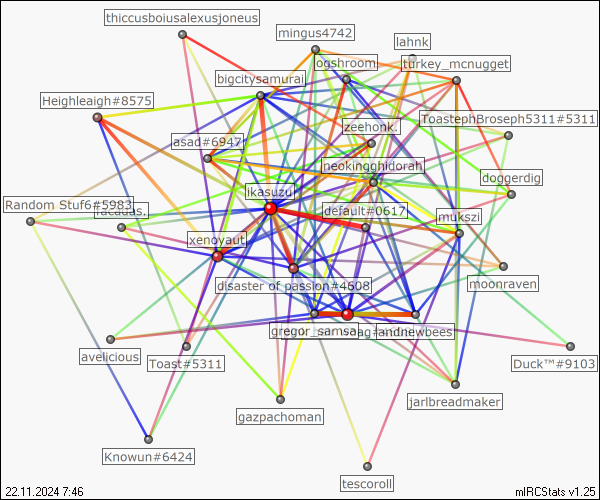 thiccusboiusalexusjoneus
mingus4742
lahnk
ogshroom.
turkey_mcnugget
bigcitysamurai
Heighleaigh#8575
ToastephBroseph5311#5311
zeehonk.
asad#6947
neokingghidorah
doggerdig
ikasuzu
Random Stuf6#5983
default#0617
mukszi
xenoyaut
moonraven
disaster of passion#4608
gregor_samsa
landnewbees
avelicious
Toast#5311
Duck™#9103
jarlbreadmaker
gazpachoman
Knowun#6424
tescoroll
22.11.2024 7:46
mIRCStats v1.25